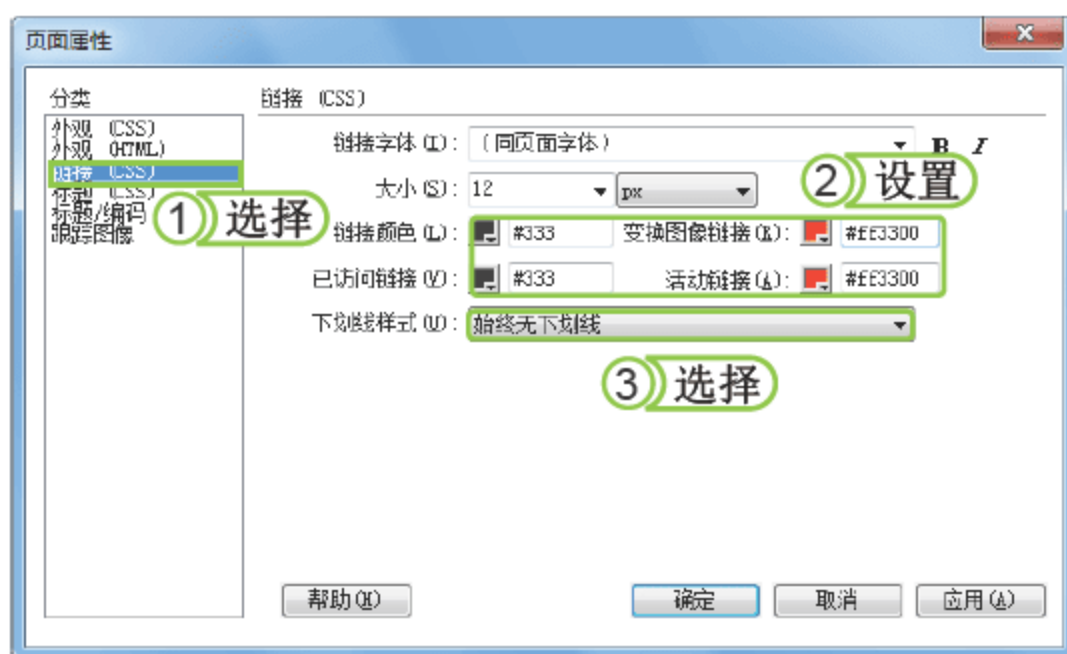 页面属性
分类
外观 (CSS)
外观 (HTML)
链接 (CSS)
标题 (CSS)
标题/编码
跟踪图像
① 选择
链接 (CSS)
链接字体(I): (同页面字体) B I
大小(S): 12 px
② 设置
链接颜色(L): #333 变换图像链接(R): #ff3300
已访问链接(V): #333 活动链接(A): #ff3300
下划线样式(U): 始终无下划线
③ 选择
帮助(H) 确定 取消 应用(A)